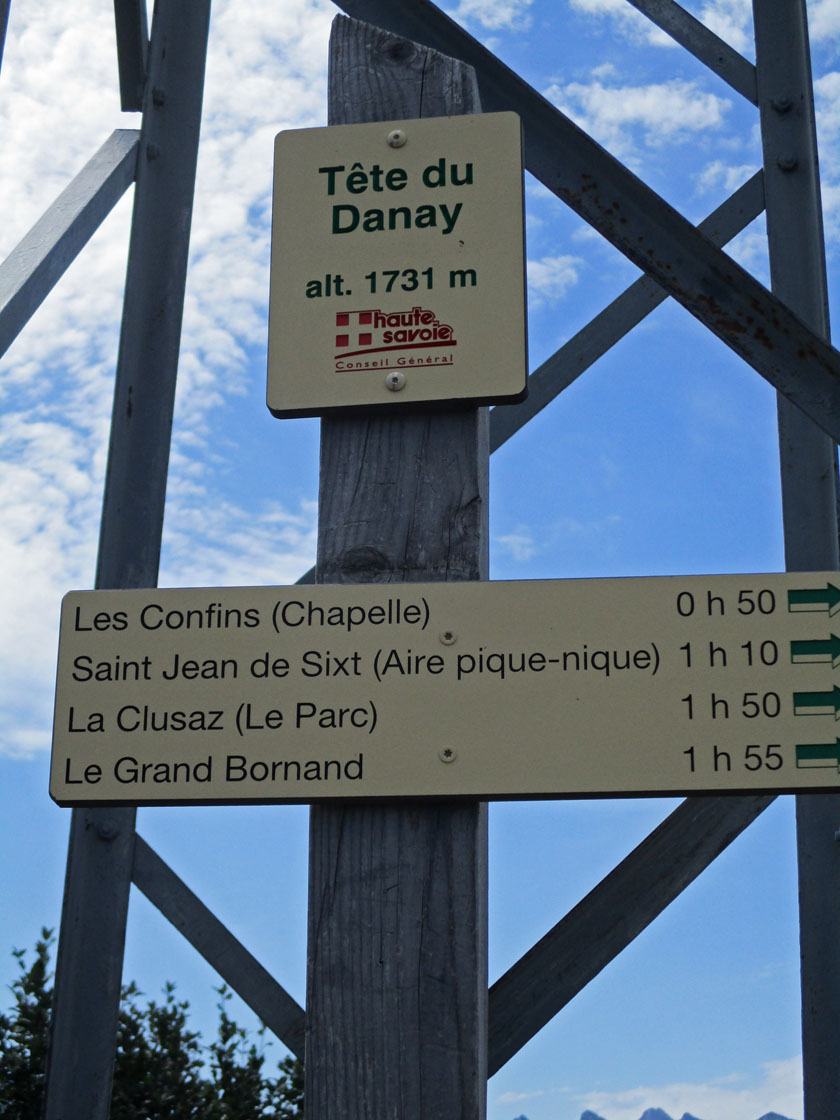 Tête du
Danay
alt. 1731 m
haute
savoie
Conseil Général
Les Confins (Chapelle) 0 h 50
Saint Jean de Sixt (Aire pique-nique) 1 h 10
La Clusaz (Le Parc) 1 h 50
Le Grand Bornand 1 h 55